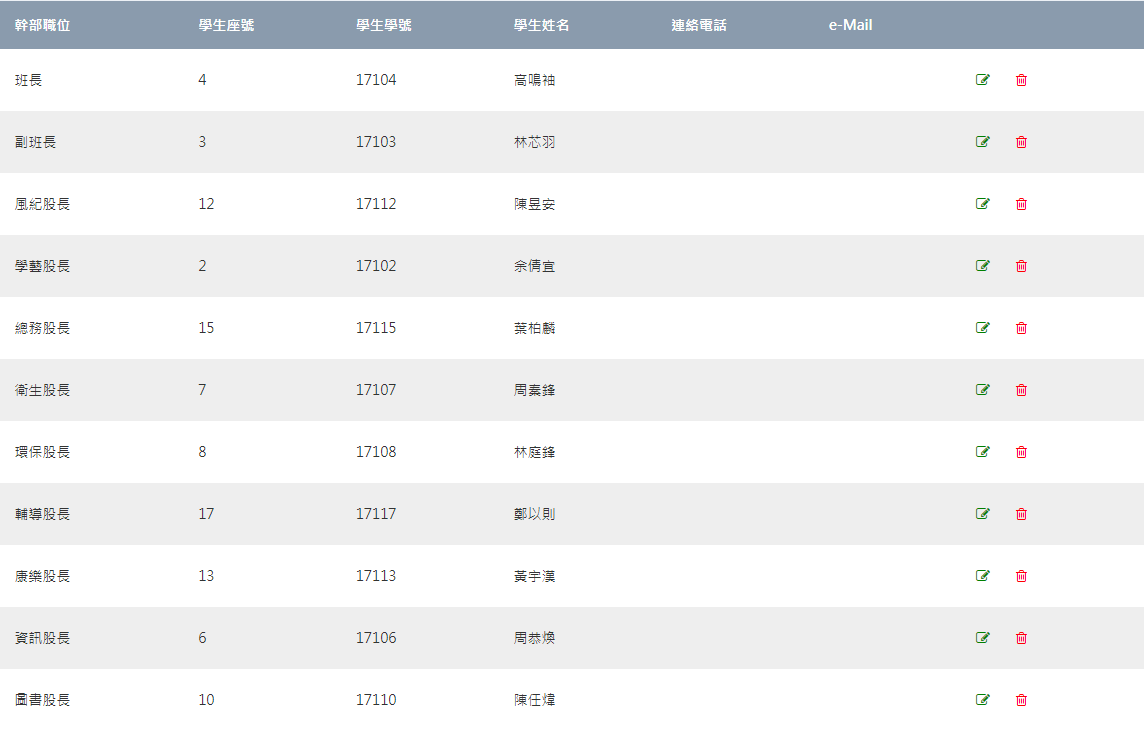 幹部職位 學生座號 學生學號 學生姓名 連絡電話 e-Mail
班長 4 17104 高鳴袖
副班長 3 17103 林芯羽
風紀股長 12 17112 陳昱安
學藝股長 2 17102 余倩宜
總務股長 15 17115 葉柏麟
衛生股長 7 17107 周秦鋒
環保股長 8 17108 林庭鋒
輔導股長 17 17117 鄭以則
康樂股長 13 17113 黃宇漢
資訊股長 6 17106 周恭煥
圖書股長 10 17110 陳任煒